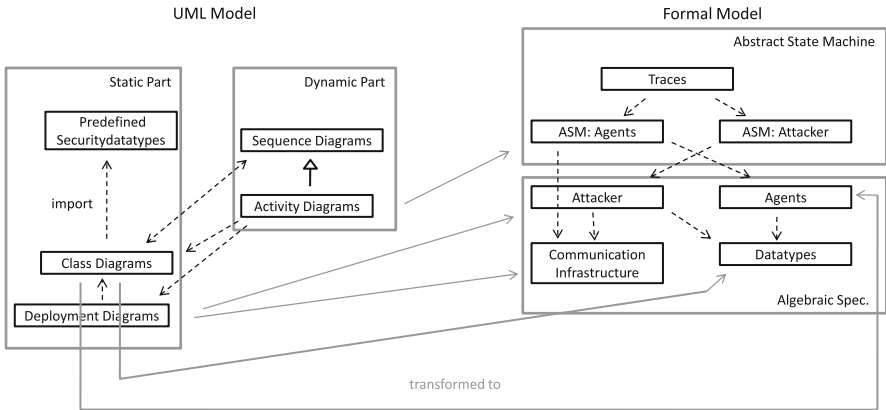 UML Model
Formal Model
Static Part
Predefined
Securitydatatypes
import
Class Diagrams
Deployment Diagrams
Dynamic Part
Sequence Diagrams
Activity Diagrams
Abstract State Machine
Traces
ASM: Agents
ASM: Attacker
Attacker
Agents
Communication
Infrastructure
Datatypes
Algebraic Spec.
transformed to